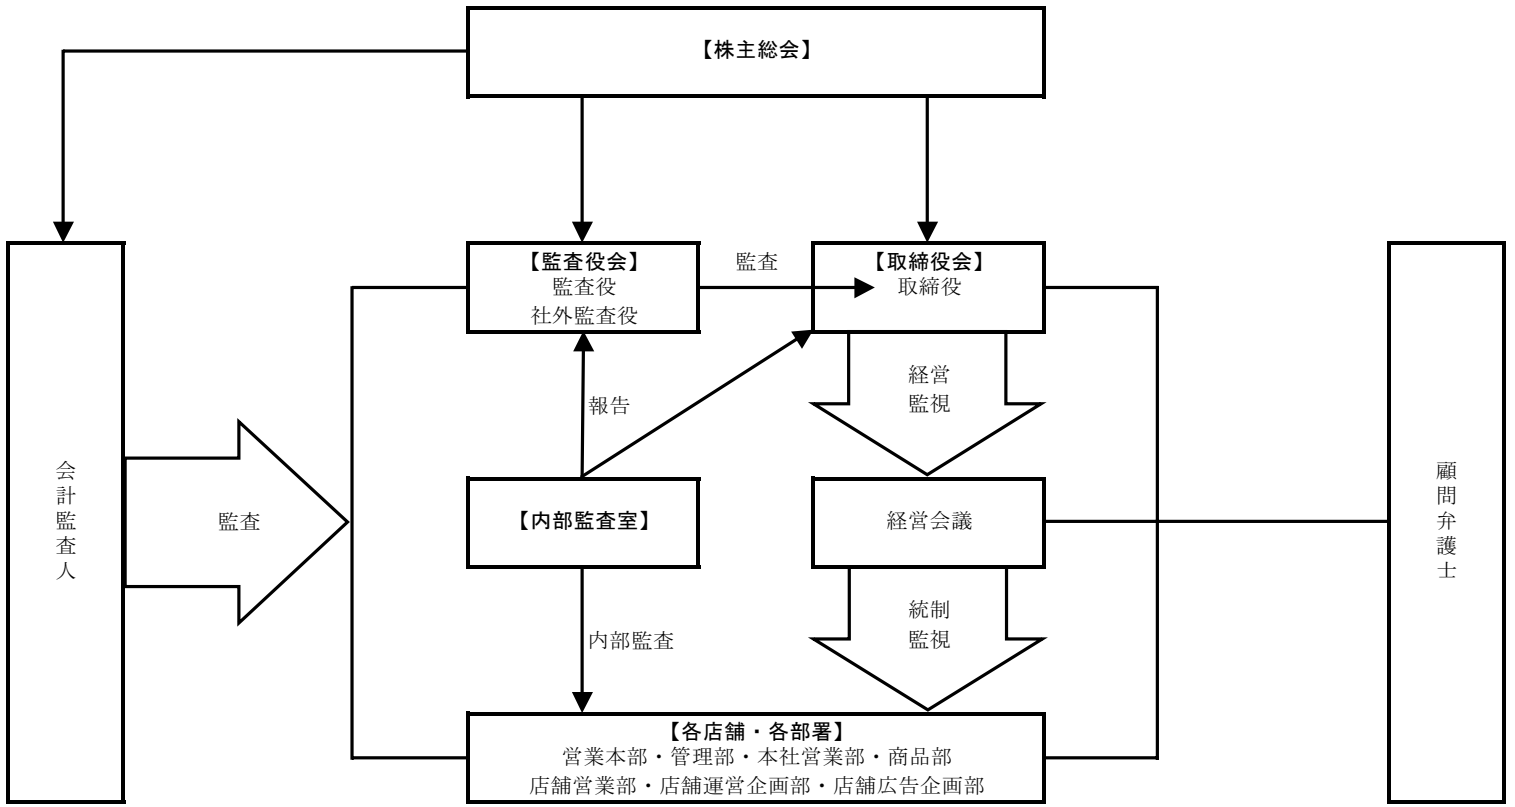 【株主総会】
【監査役会】
監査役
社外監査役
監査
【取締役会】
取締役
経営
監視
報告
会計監査人
監査
【内部監査室】
経営会議
顧問弁護士
内部監査
統制
監視
【各店舗・各部署】
営業本部・管理部・本社営業部・商品部
店舗営業部・店舗運営企画部・店舗広告企画部